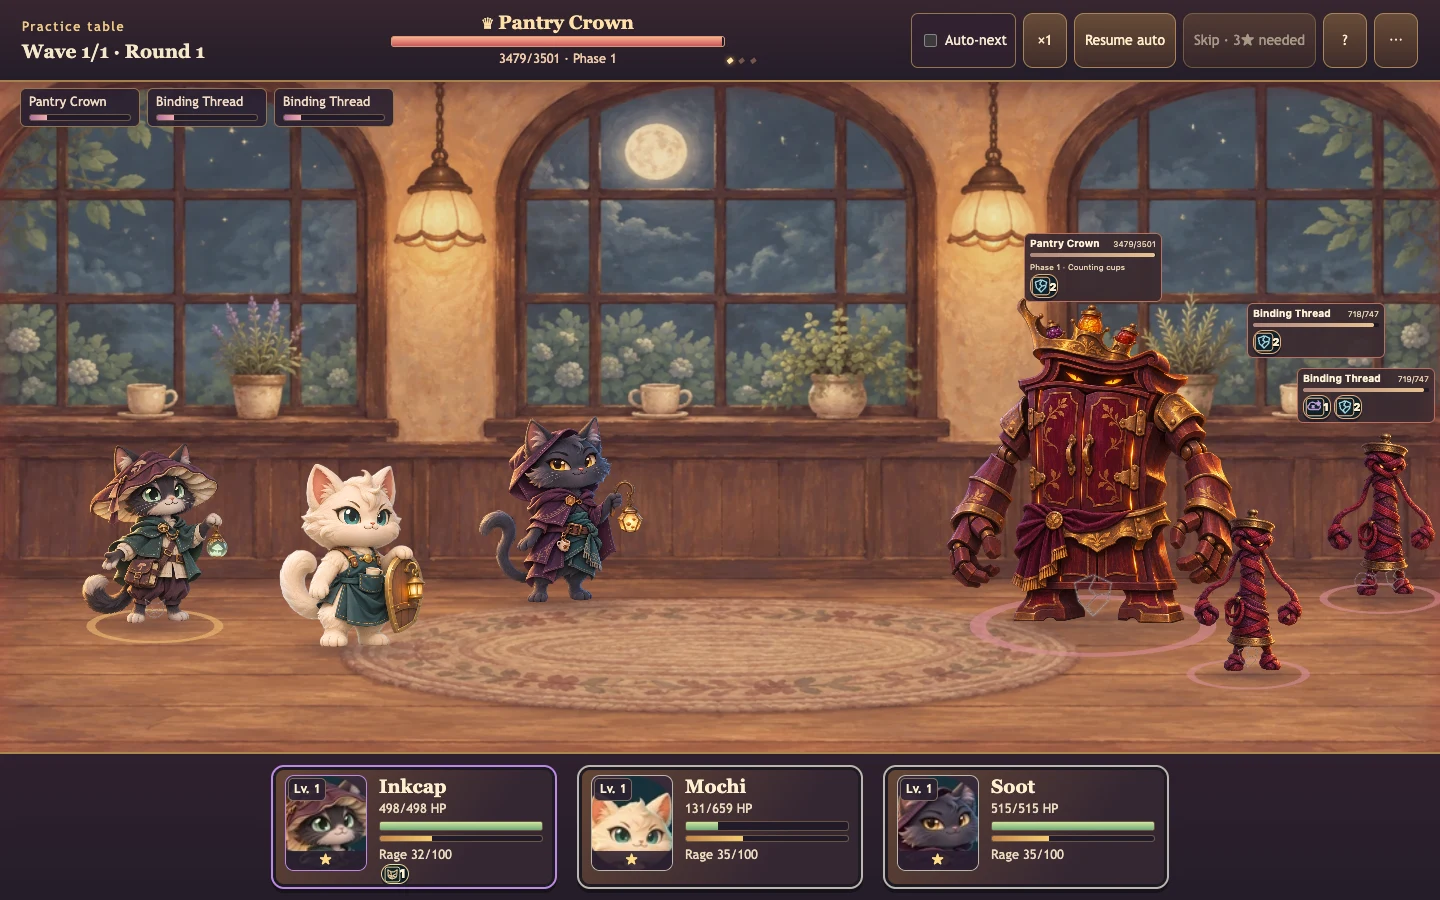 Practice table
Wave 1/1 · Round 1
♛ Pantry Crown
3479/3501 · Phase 1
Auto-next
×1
Resume auto
Skip · 3★ needed
?
...
Pantry Crown
Binding Thread
Binding Thread
Pantry Crown 3479/3501
Phase 1 · Counting cups
2
Binding Thread 718/747
2
Binding Thread 719/747
1 2
Lv. 1
Inkcap
498/498 HP
Rage 32/100
1
Lv. 1
Mochi
131/659 HP
Rage 35/100
Lv. 1
Soot
515/515 HP
Rage 35/100